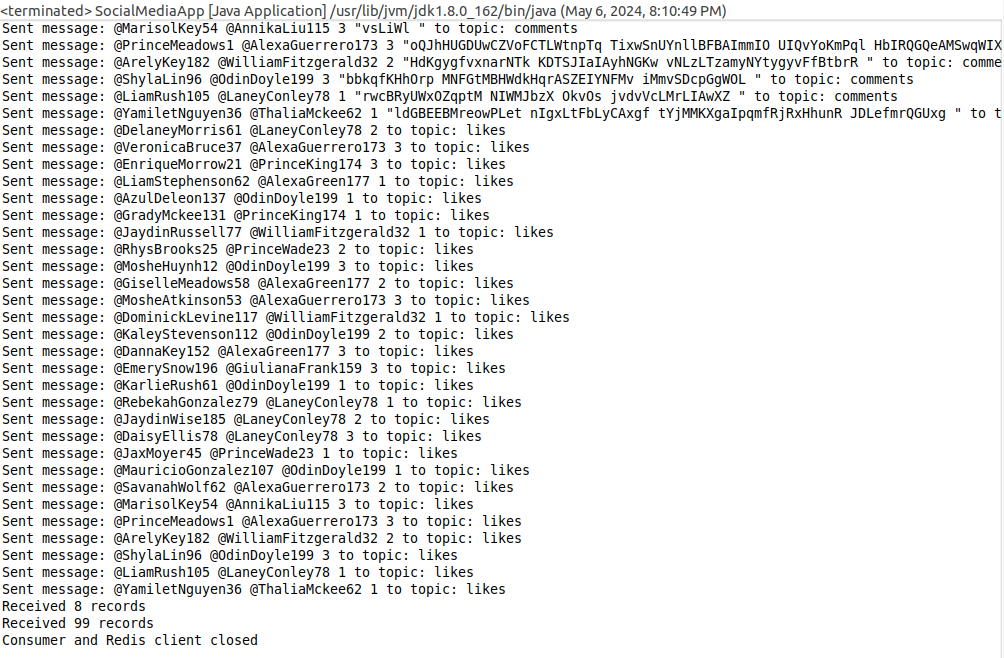 <terminated> SocialMediaApp [Java Application] /usr/lib/jvm/jdk1.8.0_162/bin/java (May 6, 2024, 8:10:49 PM)
Sent message: @MarisolKey54 @AnnikaLiu115 3 "vsLiWl " to topic: comments
Sent message: @PrinceMeadows1 @AlexaGuerrero173 3 "oQJhHUGDUwCZVoFCTLWtnpTq TixwSnUYnllBFBAImmIO UIQvYoKmPql HbIRQGQeAMSwqWIX
Sent message: @ArelyKey182 @WilliamFitzgerald32 2 "HdKgygfvxnarNTk KDTSJIaIAyhNGKw vNLzLTzamyNYtygyvFfBtbrR " to topic: comme
Sent message: @ShylaLin96 @OdinDoyle199 3 "bbkqfKHhOrp MNFGtMBHWdkHqrASZEIYNFMv iMmvSDcpGgWOL " to topic: comments
Sent message: @LiamRush105 @LaneyConley78 1 "rwcBRyUWxOZqptM NIWMJbzX OkvOs jvdvVcLMrLIAwXZ " to topic: comments
Sent message: @YamiletNguyen36 @ThaliaMckee62 1 "ldGBEEBMreowPLet nIgxLtFbLyCAxgf tYjMMKXgaIpqmfRjRxHhunR JDLefmrQGUxg " to t
Sent message: @DelaneyMorris61 @LaneyConley78 2 to topic: likes
Sent message: @VeronicaBruce37 @AlexaGuerrero173 3 to topic: likes
Sent message: @EnriqueMorrow21 @PrinceKing174 3 to topic: likes
Sent message: @LiamStephenson62 @AlexaGreen177 1 to topic: likes
Sent message: @AzulDeleon137 @OdinDoyle199 1 to topic: likes
Sent message: @GradyMckee131 @PrinceKing174 1 to topic: likes
Sent message: @JaydinRussell77 @WilliamFitzgerald32 1 to topic: likes
Sent message: @RhysBrooks25 @PrinceWade23 2 to topic: likes
Sent message: @MosheHuynh12 @OdinDoyle199 3 to topic: likes
Sent message: @GiselleMeadows58 @AlexaGreen177 2 to topic: likes
Sent message: @MosheAtkinson53 @AlexaGuerrero173 3 to topic: likes
Sent message: @DominickLevine117 @WilliamFitzgerald32 1 to topic: likes
Sent message: @KaleyStevenson112 @OdinDoyle199 2 to topic: likes
Sent message: @DannaKey152 @AlexaGreen177 3 to topic: likes
Sent message: @EmerySnow196 @GiulianaFrank159 3 to topic: likes
Sent message: @KarlieRush61 @OdinDoyle199 1 to topic: likes
Sent message: @RebekahGonzalez79 @LaneyConley78 1 to topic: likes
Sent message: @JaydinWise185 @LaneyConley78 2 to topic: likes
Sent message: @DaisyEllis78 @LaneyConley78 3 to topic: likes
Sent message: @JaxMoyer45 @PrinceWade23 1 to topic: likes
Sent message: @MauricioGonzalez107 @OdinDoyle199 1 to topic: likes
Sent message: @SavanahWolf62 @AlexaGuerrero173 2 to topic: likes
Sent message: @MarisolKey54 @AnnikaLiu115 3 to topic: likes
Sent message: @PrinceMeadows1 @AlexaGuerrero173 3 to topic: likes
Sent message: @ArelyKey182 @WilliamFitzgerald32 2 to topic: likes
Sent message: @ShylaLin96 @OdinDoyle199 3 to topic: likes
Sent message: @LiamRush105 @LaneyConley78 1 to topic: likes
Sent message: @YamiletNguyen36 @ThaliaMckee62 1 to topic: likes
Received 8 records
Received 99 records
Consumer and Redis client closed